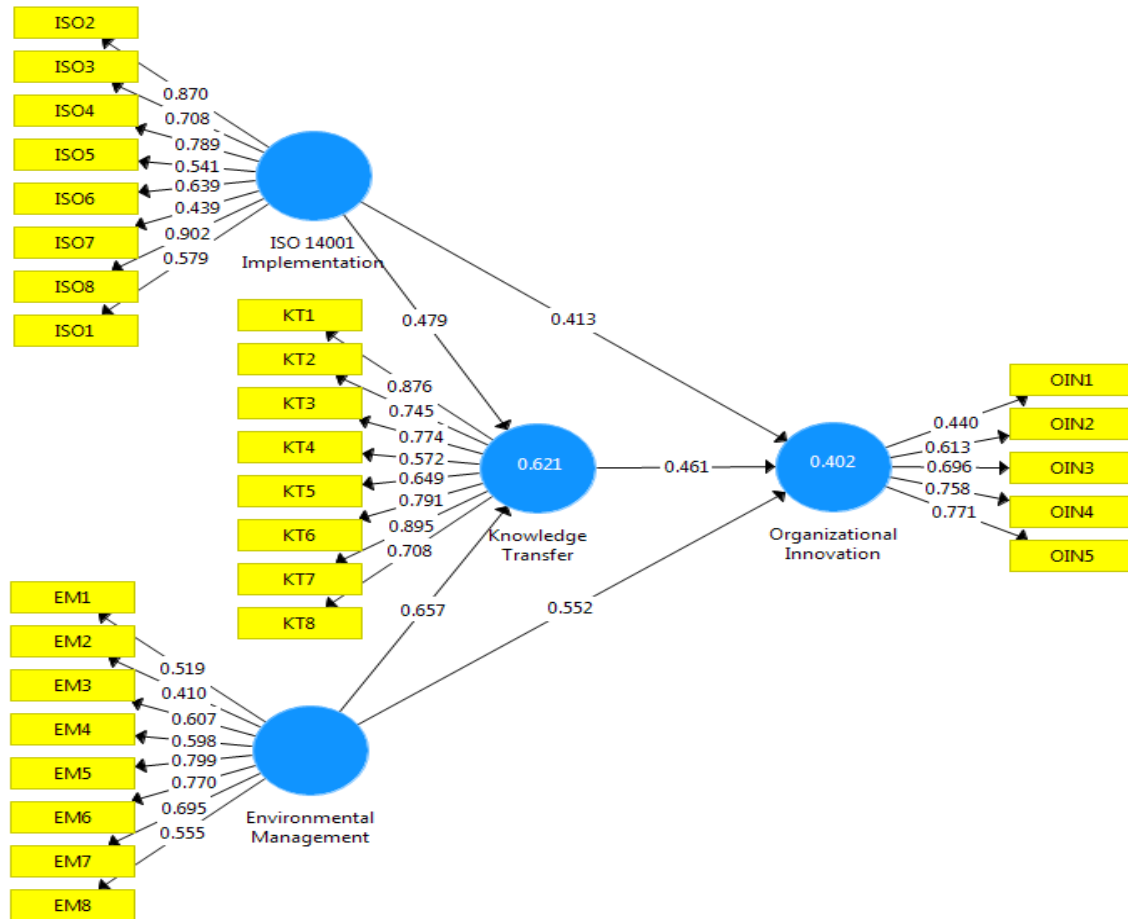 ISO2
ISO3
ISO4
ISO5
ISO6
ISO7
ISO8
ISO1
0.870
0.708
0.789
0.541
0.639
0.439
0.902
0.579
ISO 14001
Implementation
0.479
0.413
KT1
KT2
KT3
KT4
KT5
KT6
KT7
KT8
0.876
0.745
0.774
0.572
0.649
0.791
0.895
0.708
0.621
Knowledge
Transfer
0.461
0.402
Organizational
Innovation
0.440
0.613
0.696
0.758
0.771
OIN1
OIN2
OIN3
OIN4
OIN5
0.657
0.552
EM1
EM2
EM3
EM4
EM5
EM6
EM7
EM8
0.519
0.410
0.607
0.598
0.799
0.770
0.695
0.555
Environmental
Management